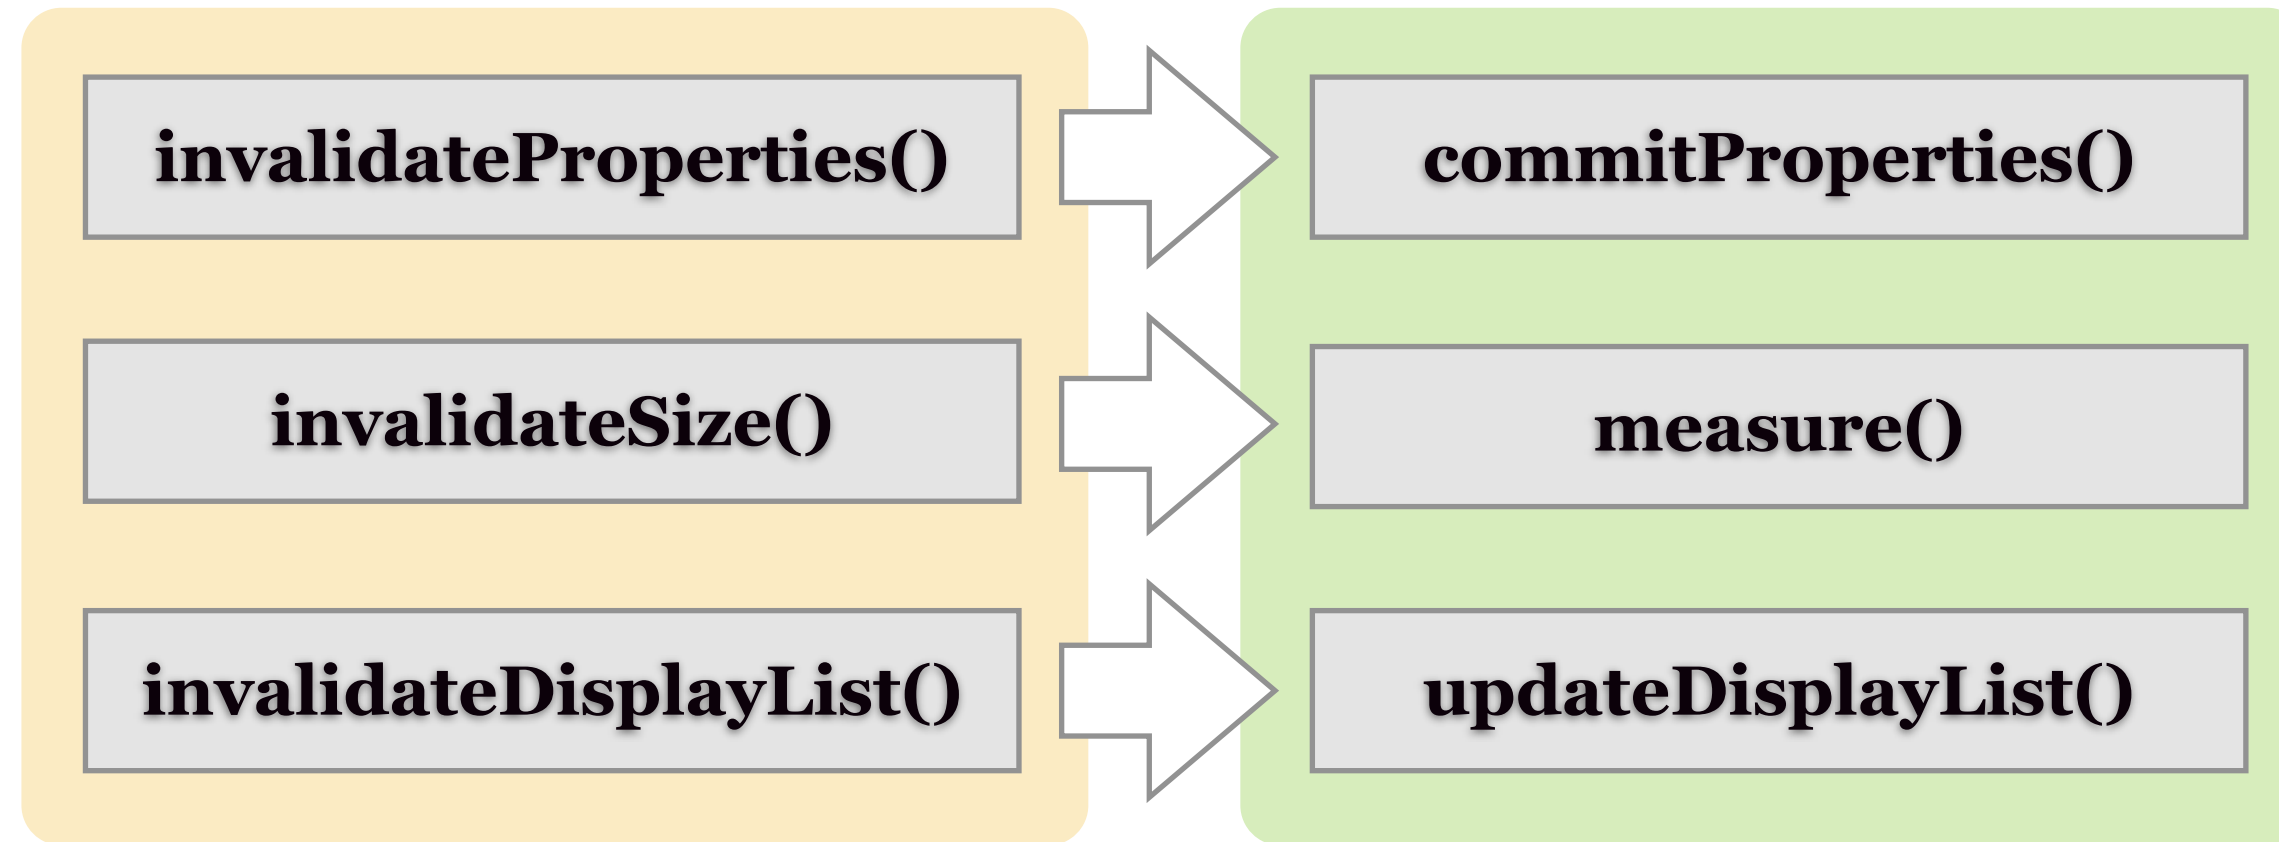 invalidateProperties()
commitProperties()
invalidateSize()
measure()
invalidateDisplayList()
updateDisplayList()